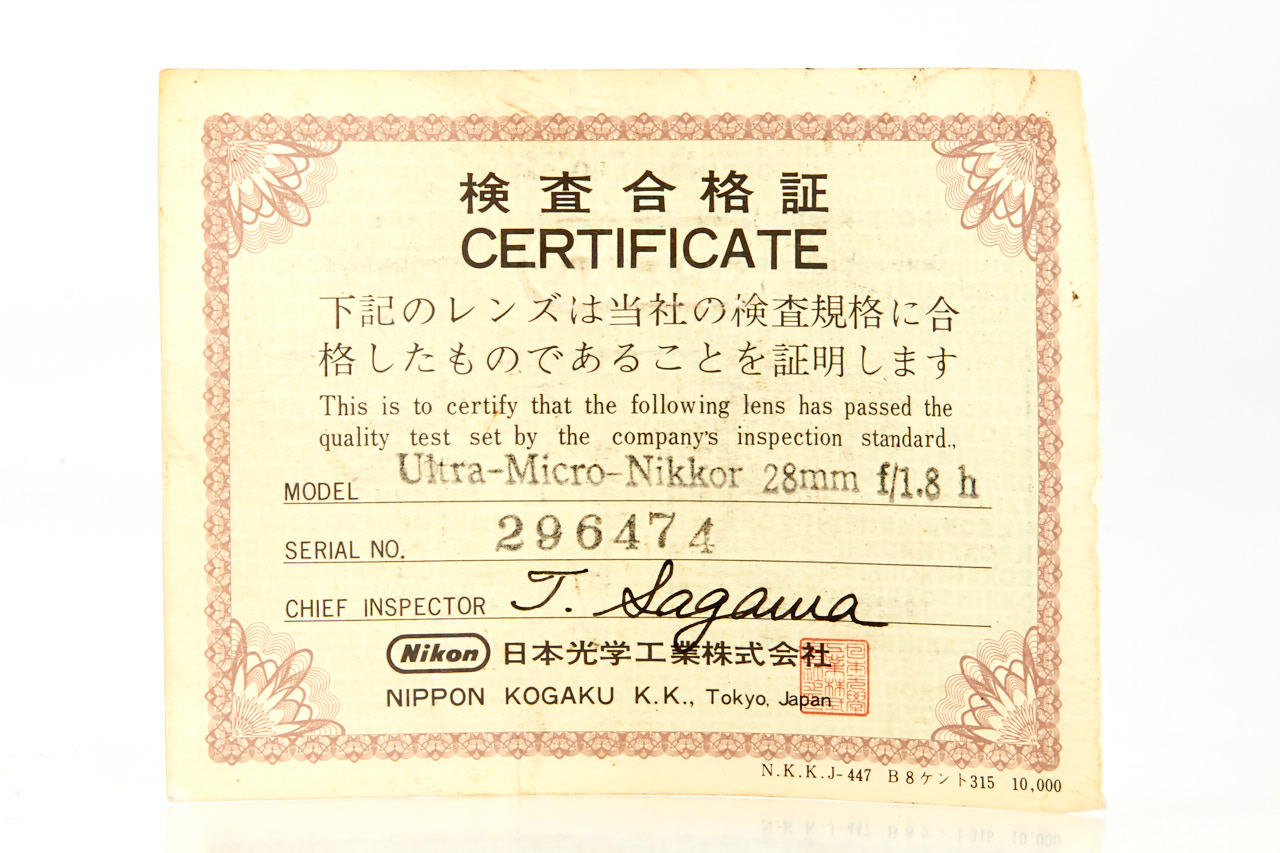 検査合格証
CERTIFICATE
下記のレンズは当社の検査規格に合
格したものであることを証明します
This is to certify that the following lens has passed the
quality test set by the company's inspection standard.,
MODEL Ultra-Micro-Nikkor 28mm f/1.8 h
SERIAL NO. 296474
CHIEF INSPECTOR T. Sagawa
Nikon 日本光学工業株式会社
NIPPON KOGAKU K.K., Tokyo, Japan
N.K.K.J-447 B8ケント315 10,000